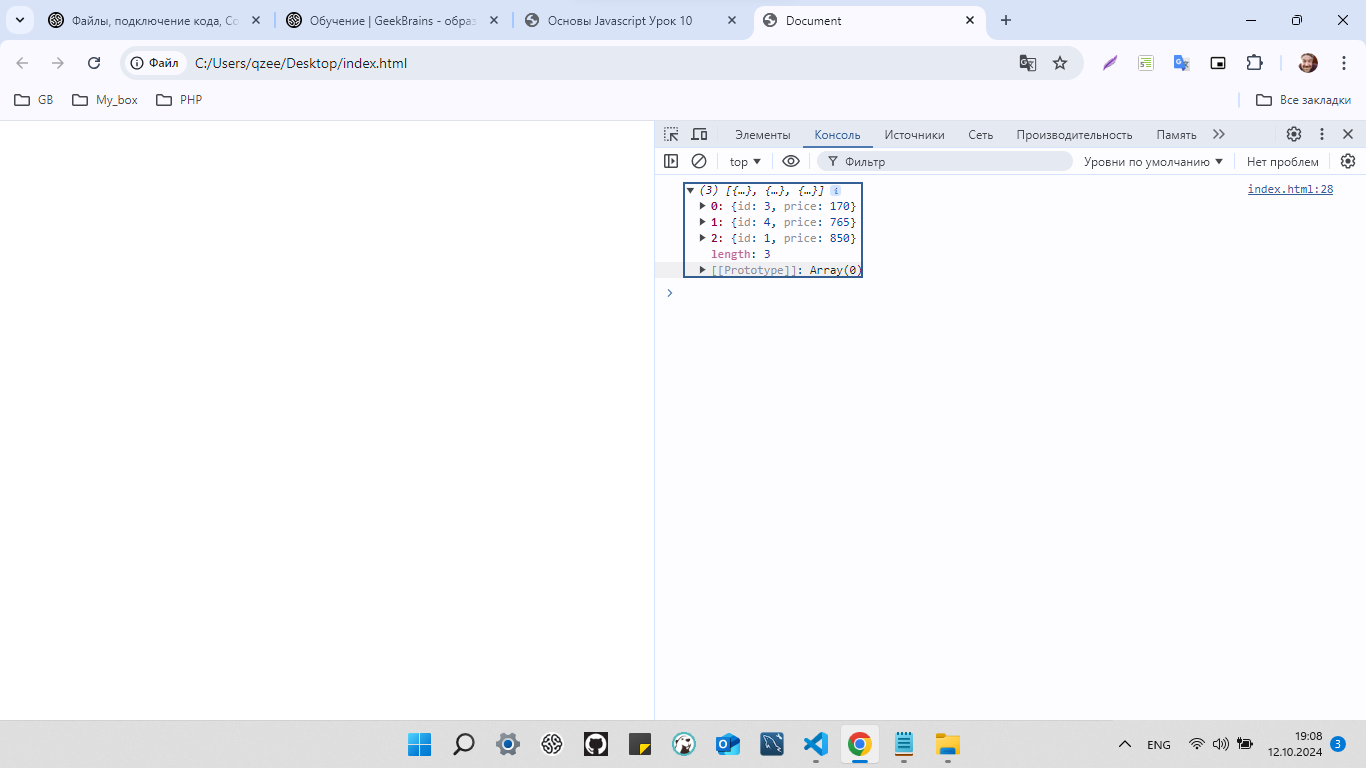 Файлы, подключение кода, Co
Обучение | GeekBrains - образ
Основы Javascript Урок 10
Document
Файл
C:/Users/qzee/Desktop/index.html
GB
My_box
PHP
Все закладки
Элементы
Консоль
Источники
Сеть
Производительность
Память
top
Фильтр
Уровни по умолчанию
Нет проблем
(3) [{…}, {…}, {…}] i
index.html:28
0: {id: 3, price: 170}
1: {id: 4, price: 765}
2: {id: 1, price: 850}
length: 3
[[Prototype]]: Array(0)
ENG
19:08
12.10.2024
3